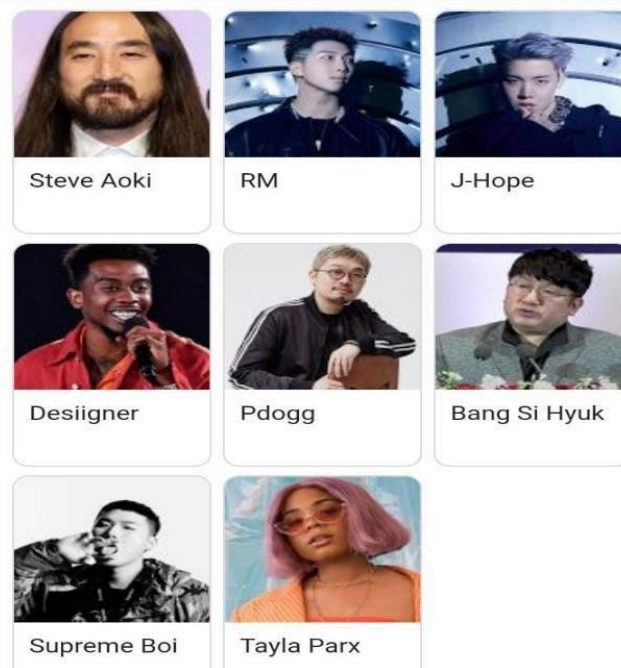 Steve Aoki
RM
J-Hope
Desiigner
Pdogg
Bang Si Hyuk
Supreme Boi
Tayla Parx